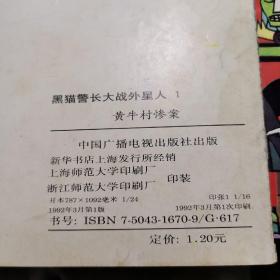 黑猫警长大战外星人 1
黄牛村惨案
中国广播电视出版社出版
新华书店上海发行所经销
上海师范大学印刷厂
浙江师范大学印刷厂 印装
开本787×1092毫米 1/24 印张1 1/16
1992年3月第1版 1992年3月第1次印刷
书号: ISBN 7-5043-1670-9/G·617
定价: 1.20元